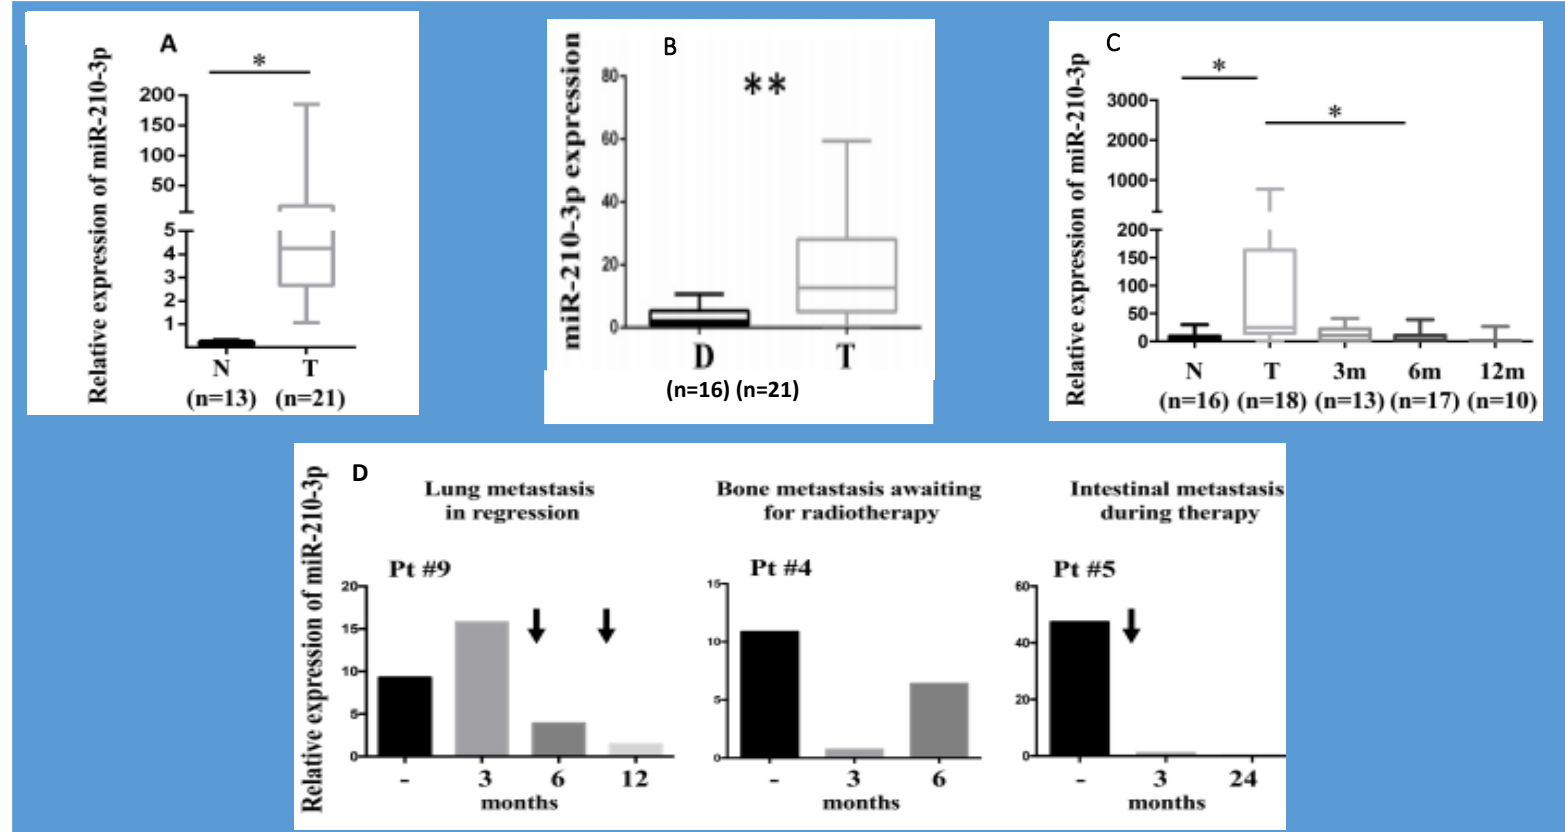 A
*
Relative expression of miR-210-3p
200
150
100
50
5
4
3
2
1
N T
(n=13) (n=21)
B
**
miR-210-3p expression
80
60
40
20
0
D T
(n=16) (n=21)
C
*
*
Relative expression of miR-210-3p
3000
2000
1000
200
150
100
50
0
N T 3m 6m 12m
(n=16) (n=18) (n=13) (n=17) (n=10)
D
Relative expression of miR-210-3p
Lung metastasis
in regression
Pt #9
20
15
10
5
0
- 3 6 12
months
Bone metastasis awaiting
for radiotherapy
Pt #4
15
10
5
0
- 3 6
months
Intestinal metastasis
during therapy
Pt #5
60
40
20
0
- 3 24
months